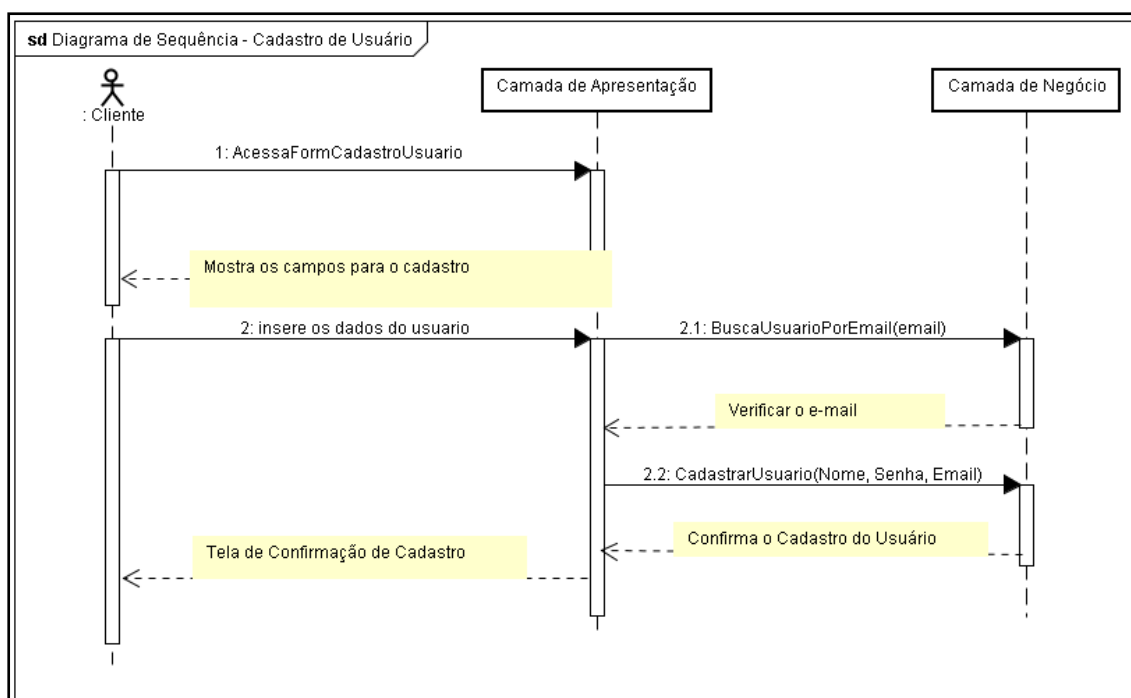 sd Diagrama de Sequência - Cadastro de Usuário
: Cliente
Camada de Apresentação
Camada de Negócio
1: AcessaFormCadastroUsuario
Mostra os campos para o cadastro
2: insere os dados do usuario
2.1: BuscaUsuarioPorEmail(email)
Verificar o e-mail
2.2: CadastrarUsuario(Nome, Senha, Email)
Confirma o Cadastro do Usuário
Tela de Confirmação de Cadastro